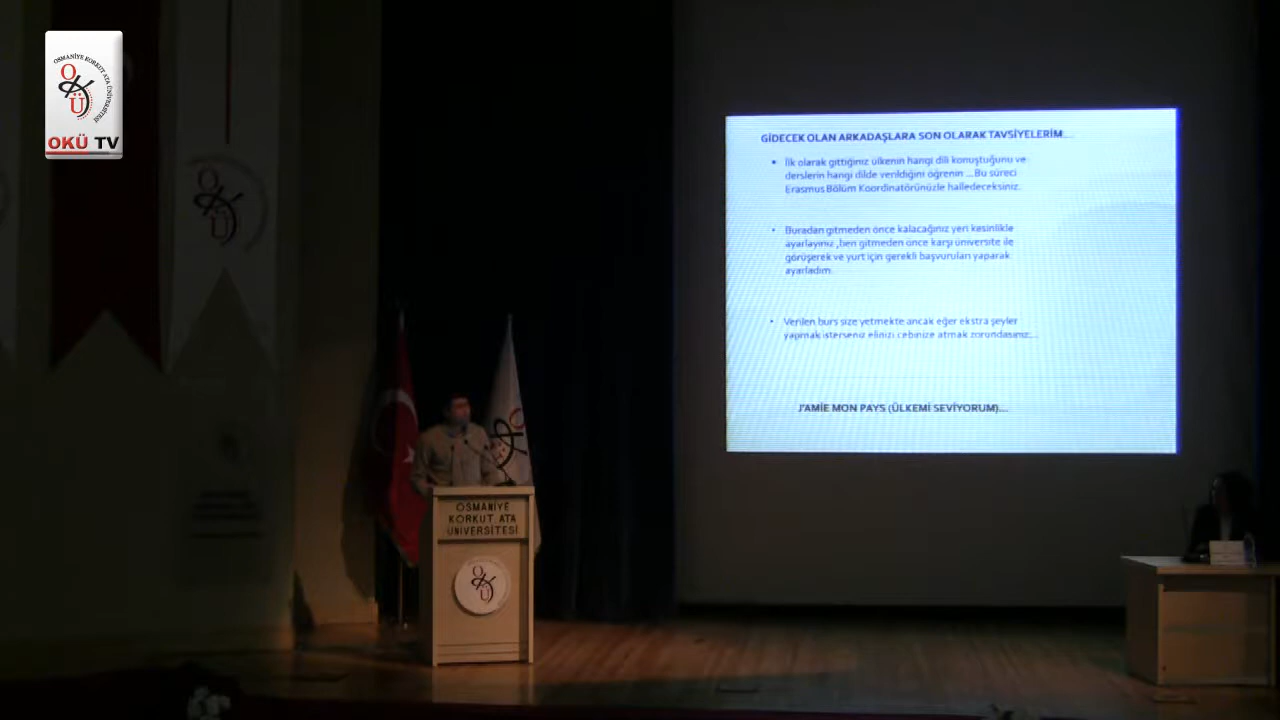 OSMANİYE KORKUT ATA ÜNİVERSİTESİ
OKÜ
OKÜ TV
GİDECEK OLAN ARKADAŞLARA SON OLARAK TAVSİYELERİM....
• İlk olarak gittiğiniz ülkenin hangi dili konuştuğunu ve
derslerin hangi dilde verildiğini öğrenin ...Bu süreci
Erasmus Bölüm Koordinatörünüzle halledeceksiniz.
• Buradan gitmeden önce kalacağınız yeri kesinlikle
ayarlayınız ,ben gitmeden önce karşı üniversite ile
görüşerek ve yurt için gerekli başvuruları yaparak
ayarladım.
• Verilen burs size yetmekte ancak eğer ekstra şeyler
yapmak isterseniz elinizi cebinize atmak zorundasınız....
J'AMIE MON PAYS (ÜLKEMİ SEVİYORUM)....
OSMANİYE
KORKUT ATA
ÜNİVERSİTESİ
OKÜ